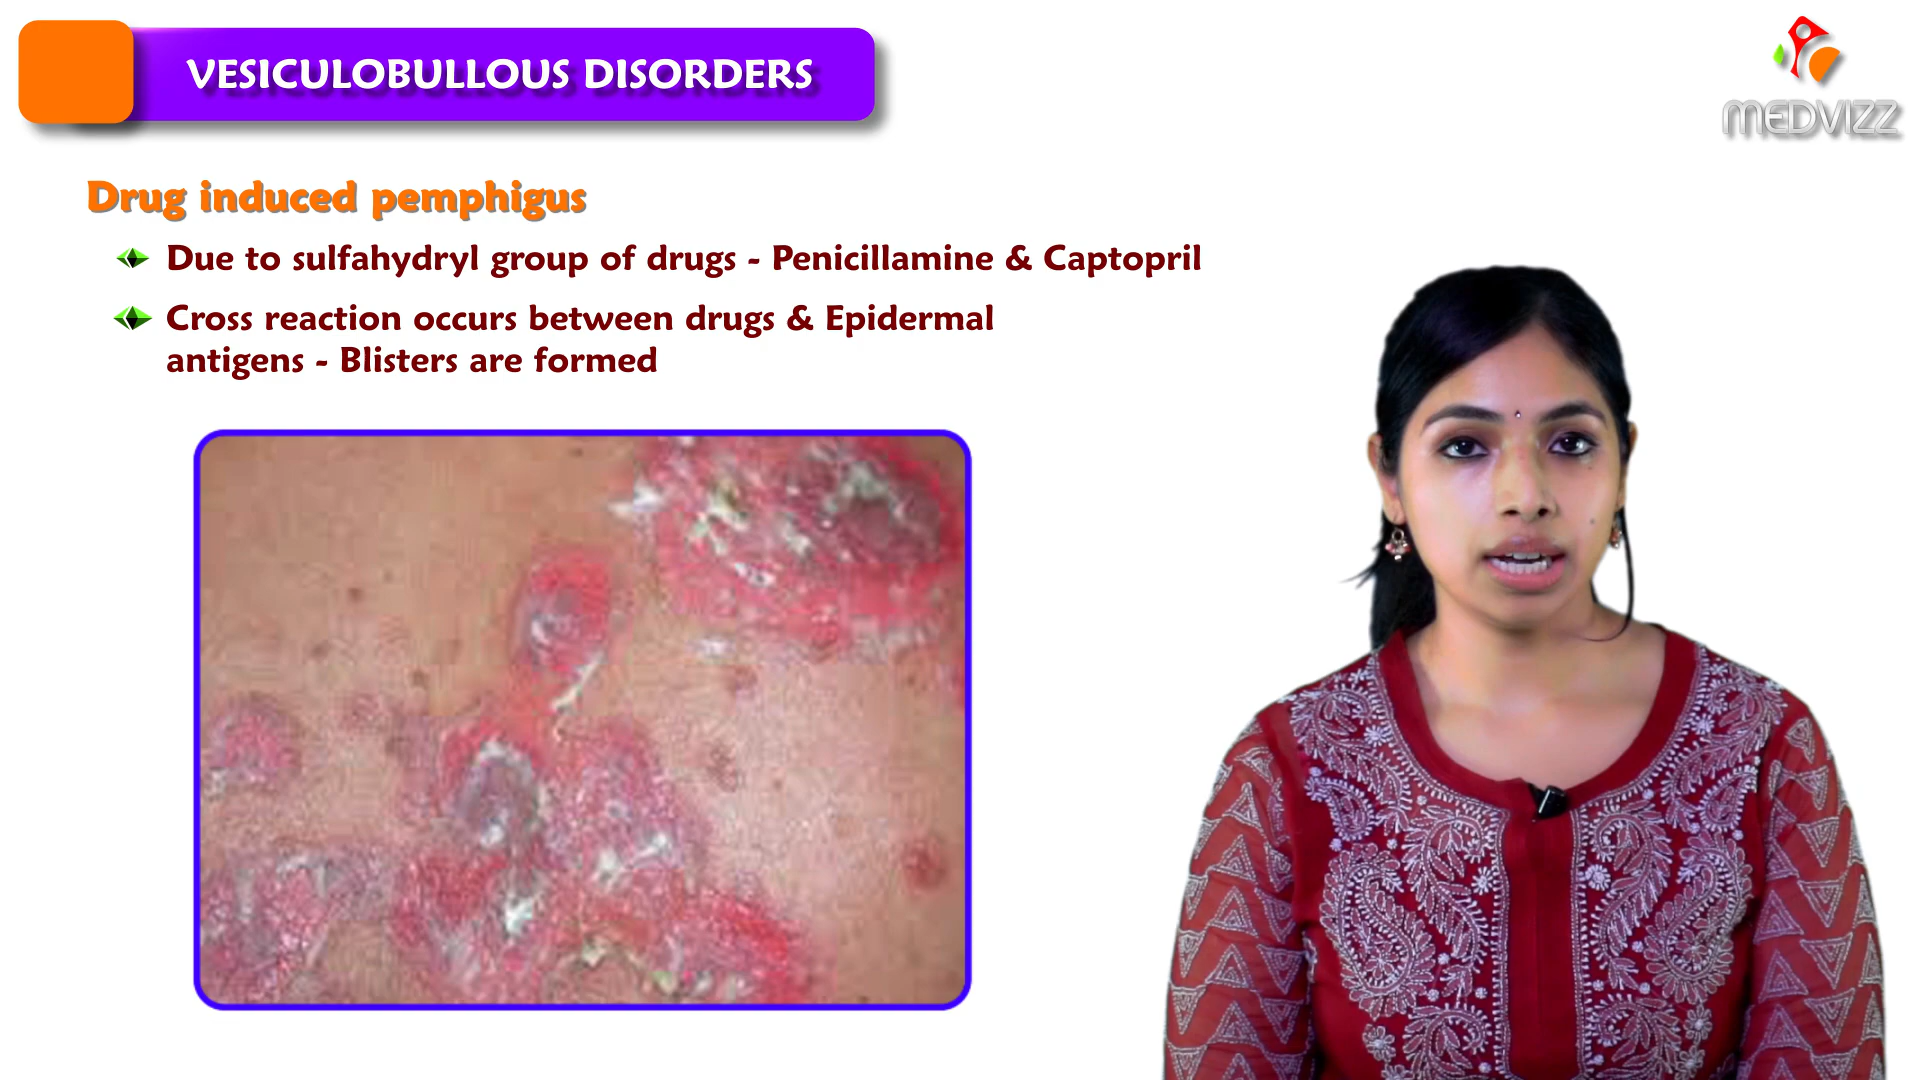 VESICULOBULLOUS DISORDERS
MEDVIZZ
Drug induced pemphigus
Due to sulfahydryl group of drugs - Penicillamine & Captopril
Cross reaction occurs between drugs & Epidermal
antigens - Blisters are formed